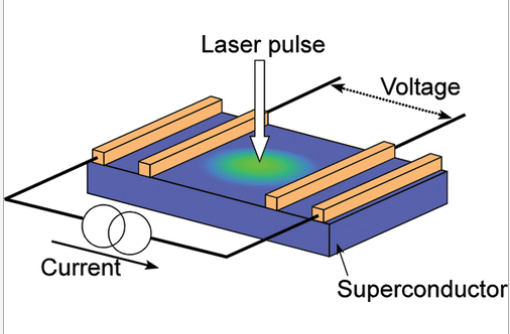 Laser pulse
Voltage
Current
Superconductor